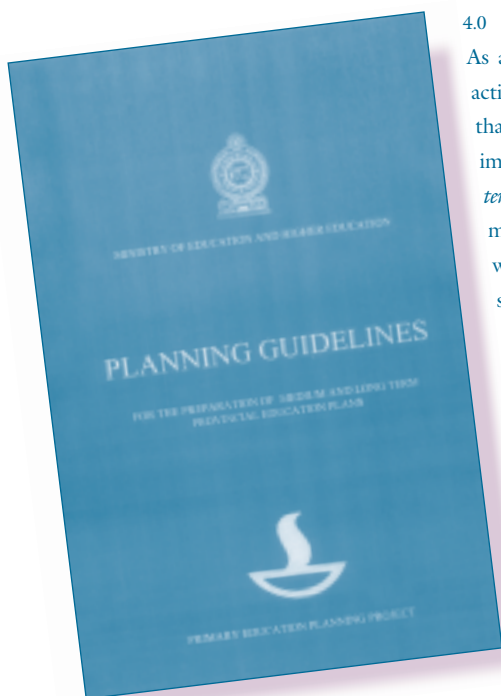 MINISTRY OF EDUCATION AND HIGHER EDUCATION
PLANNING GUIDELINES
FOR THE PREPARATION OF MEDIUM AND LONG TERM
PROVINCIAL EDUCATION PLANS
PRIMARY EDUCATION PLANNING PROJECT
4.0
As a
acti
tha
im
ter
m
w
s